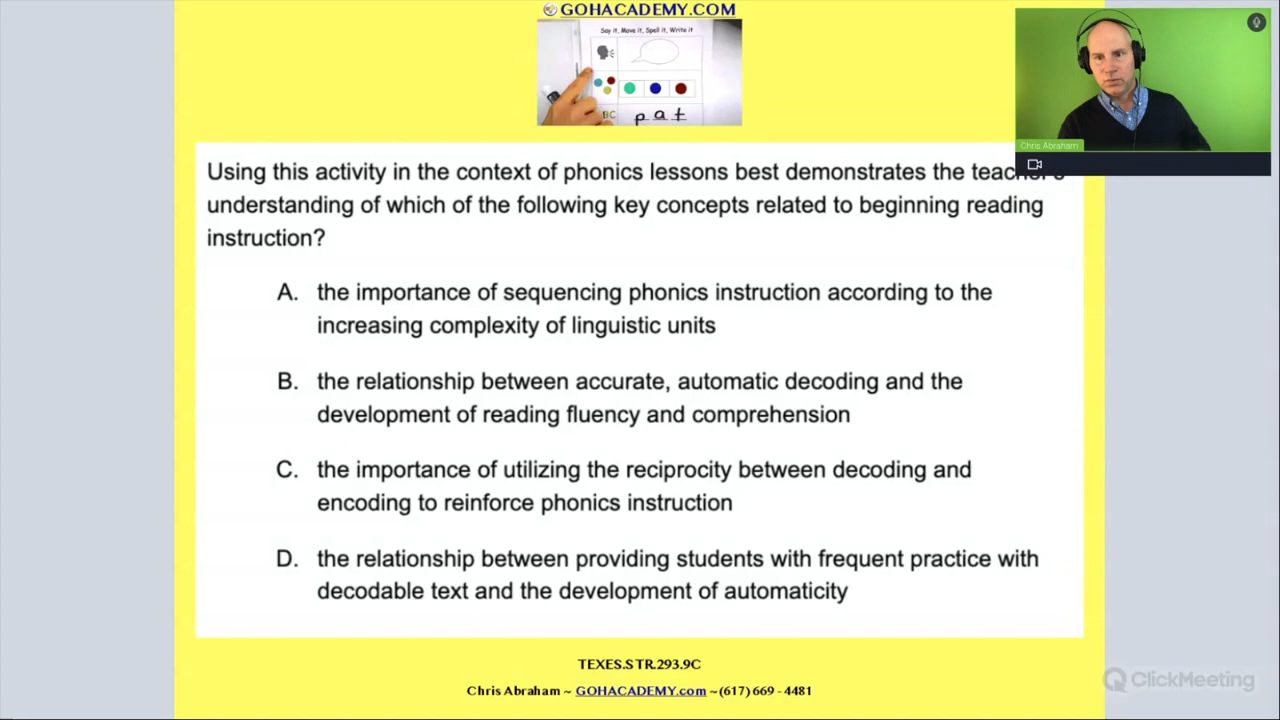 GOHACADEMY.COM
Say it, Move it, Spell it, Write it
BC
p a t
Chris Abraham
Using this activity in the context of phonics lessons best demonstrates the
understanding of which of the following key concepts related to beginning reading
instruction?
A. the importance of sequencing phonics instruction according to the
increasing complexity of linguistic units
B. the relationship between accurate, automatic decoding and the
development of reading fluency and comprehension
C. the importance of utilizing the reciprocity between decoding and
encoding to reinforce phonics instruction
D. the relationship between providing students with frequent practice with
decodable text and the development of automaticity
TEXES.STR.293.9C
Chris Abraham ~ GOHACADEMY.com ~(617) 669 - 4481
ClickMeeting